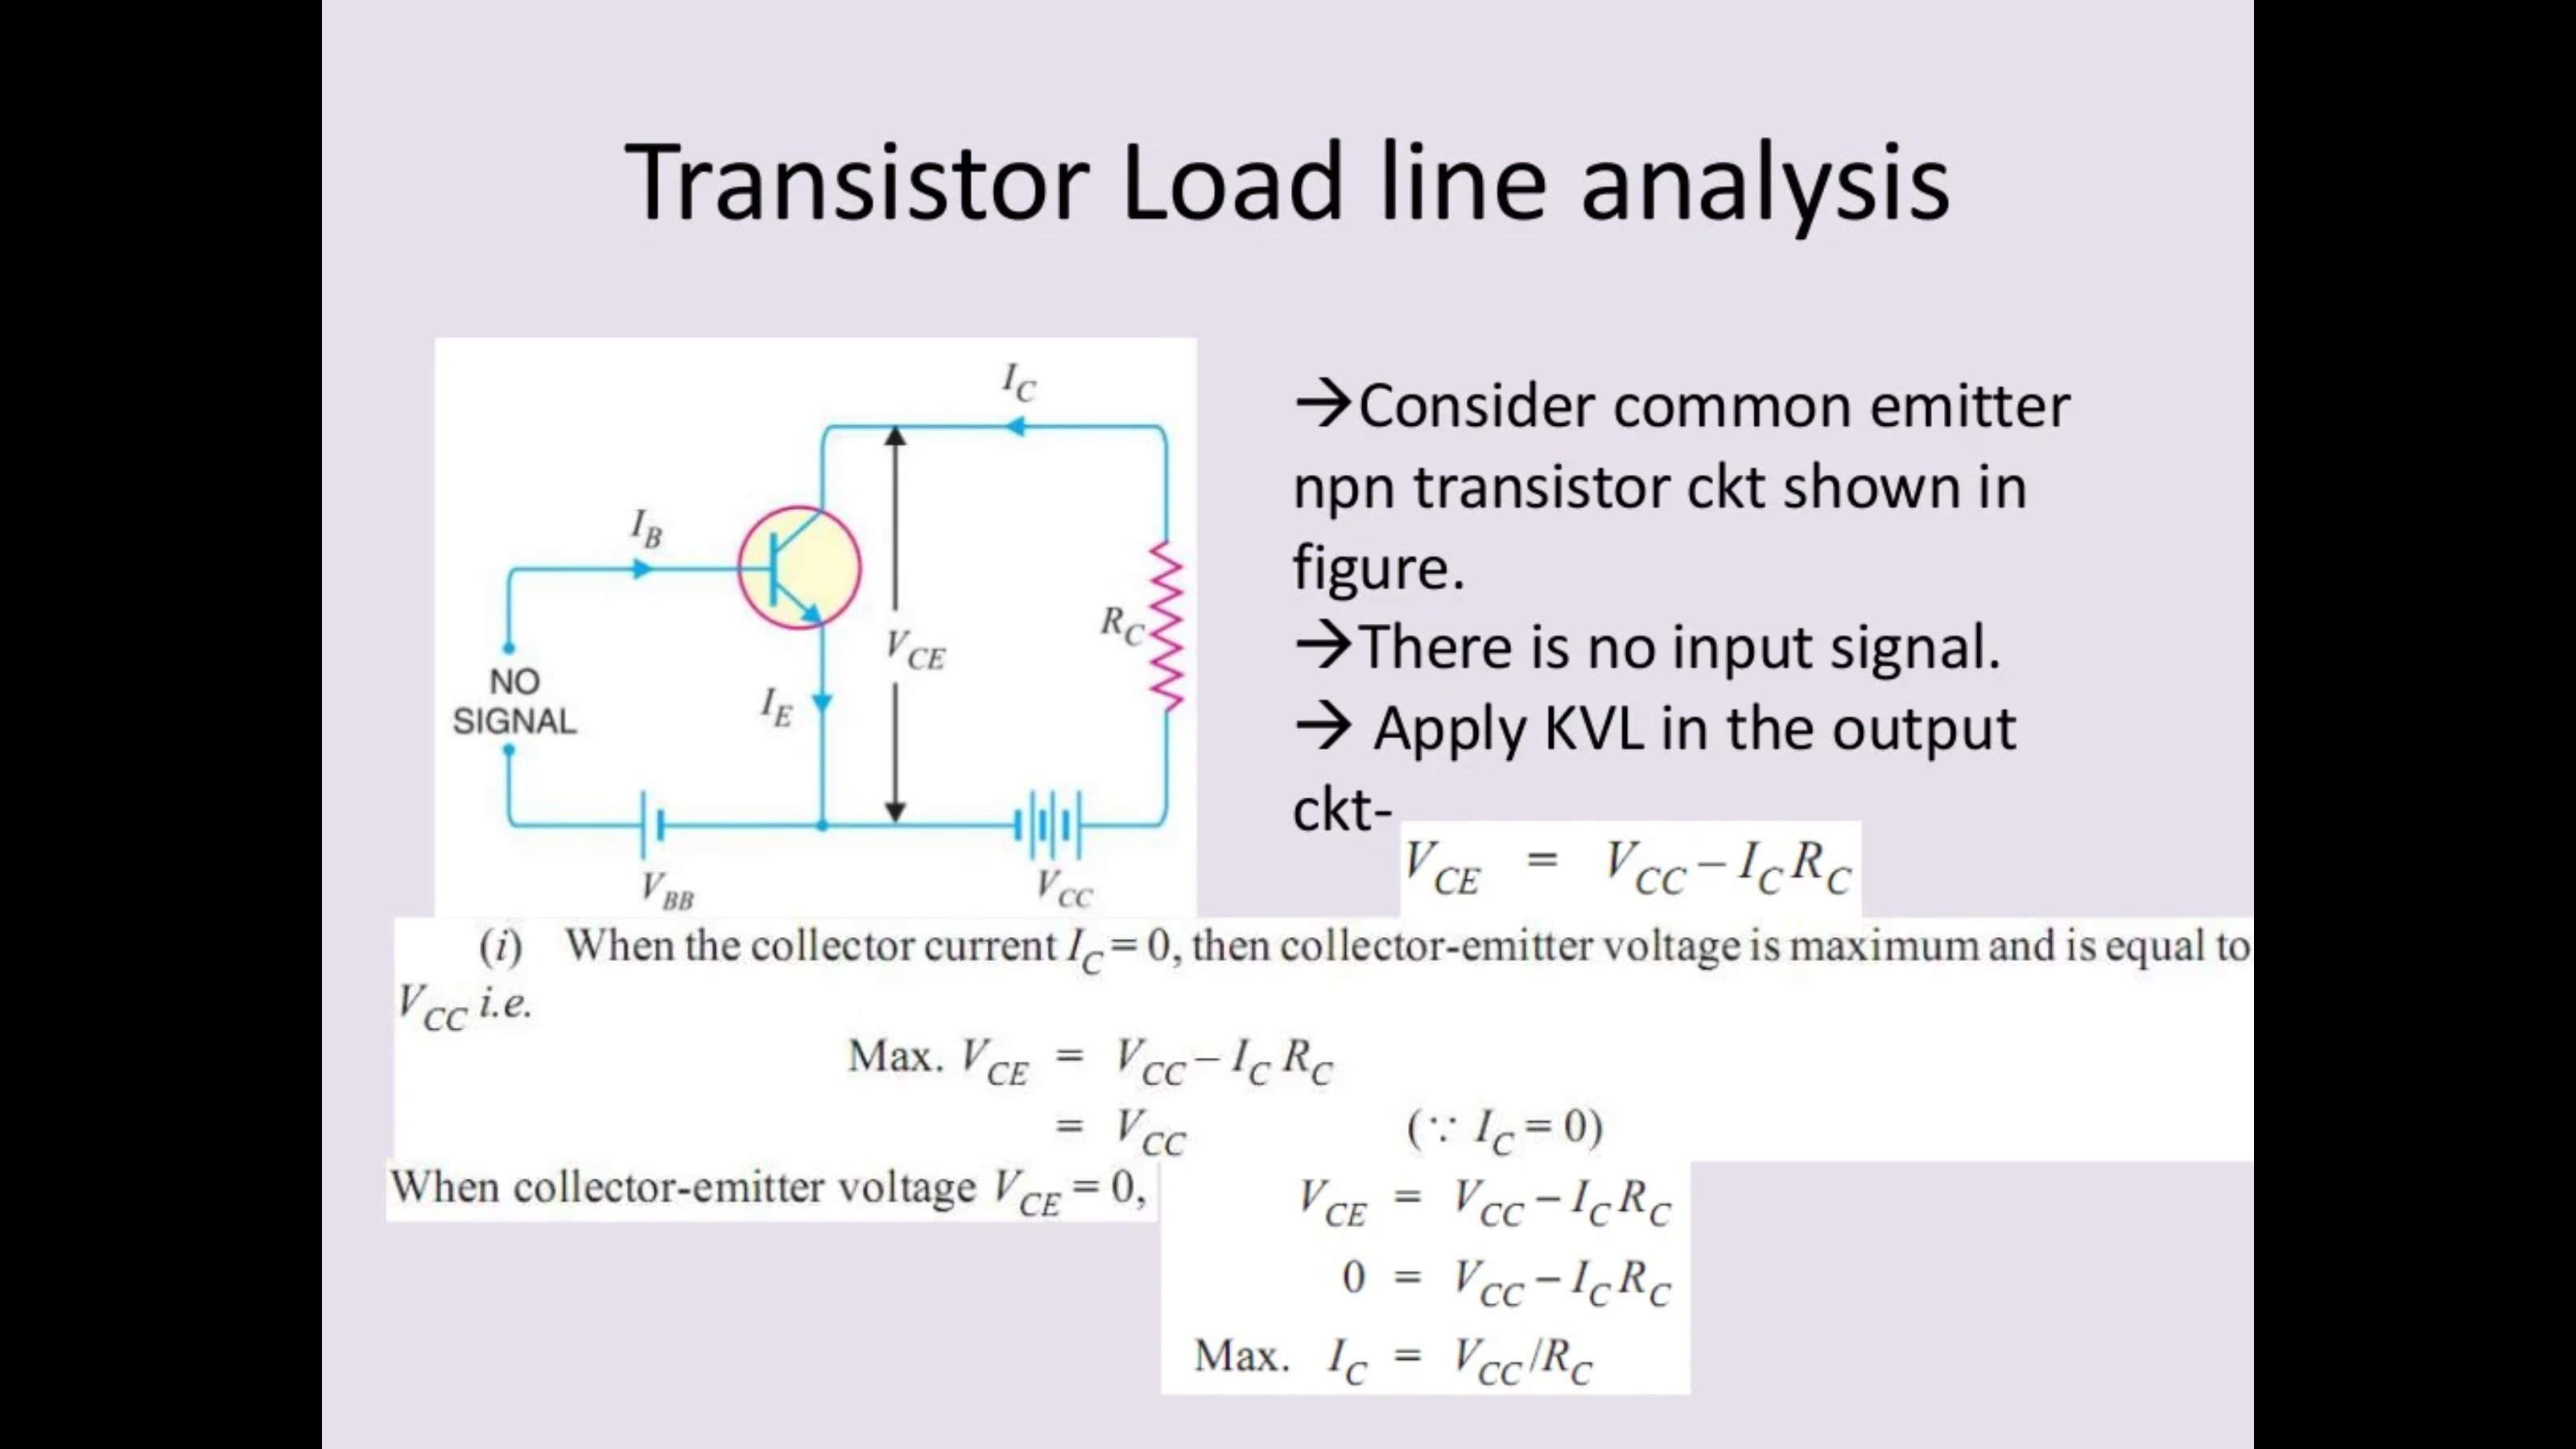 Transistor Load line analysis
I_C
I_B
R_C
V_CE
NO
SIGNAL
I_E
V_BB
V_CC
→Consider common emitter
npn transistor ckt shown in
figure.
→There is no input signal.
→ Apply KVL in the output
ckt-
V_CE = V_CC – I_C R_C
(i) When the collector current I_C = 0, then collector-emitter voltage is maximum and is equal to
V_CC i.e.
Max. V_CE = V_CC – I_C R_C
= V_CC (∵ I_C = 0)
When collector-emitter voltage V_CE = 0,
V_CE = V_CC – I_C R_C
0 = V_CC – I_C R_C
Max. I_C = V_CC/R_C